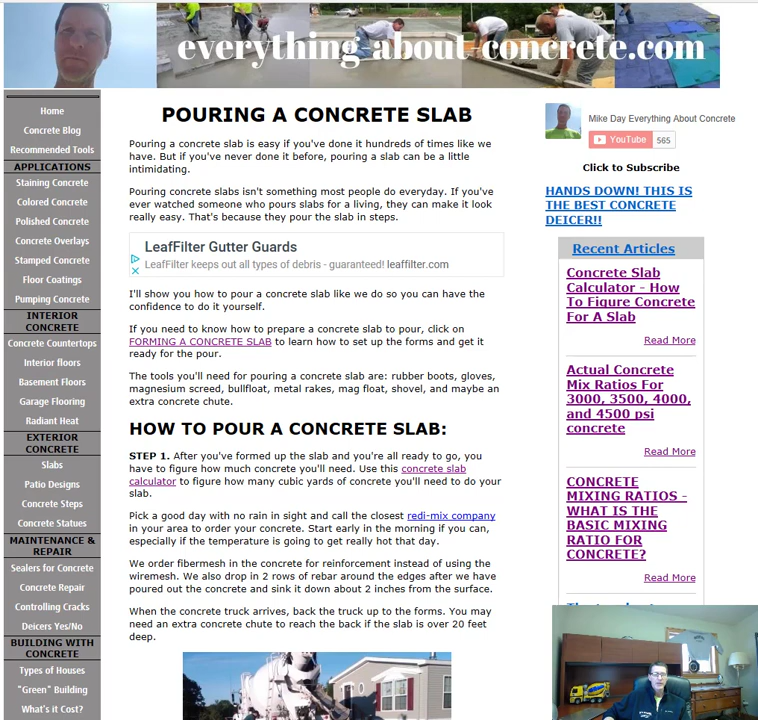 everything-about-concrete.com
Home
Concrete Blog
Recommended Tools
APPLICATIONS
Staining Concrete
Colored Concrete
Polished Concrete
Concrete Overlays
Stamped Concrete
Floor Coatings
Pumping Concrete
INTERIOR
CONCRETE
Concrete Countertops
Interior floors
Basement Floors
Garage Flooring
Radiant Heat
EXTERIOR
CONCRETE
Slabs
Patio Designs
Concrete Steps
Concrete Statues
MAINTENANCE &
REPAIR
Sealers for Concrete
Concrete Repair
Controlling Cracks
Deicers Yes/No
BUILDING WITH
CONCRETE
Types of Houses
"Green" Building
What's it Cost?
POURING A CONCRETE SLAB
Pouring a concrete slab is easy if you've done it hundreds of times like we
have. But if you've never done it before, pouring a slab can be a little
intimidating.
Pouring concrete slabs isn't something most people do everyday. If you've
ever watched someone who pours slabs for a living, they can make it look
really easy. That's because they pour the slab in steps.
LeafFilter Gutter Guards
LeafFilter keeps out all types of debris - guaranteed! leaffilter.com
I'll show you how to pour a concrete slab like we do so you can have the
confidence to do it yourself.
If you need to know how to prepare a concrete slab to pour, click on
FORMING A CONCRETE SLAB to learn how to set up the forms and get it
ready for the pour.
The tools you'll need for pouring a concrete slab are: rubber boots, gloves,
magnesium screed, bullfloat, metal rakes, mag float, shovel, and maybe an
extra concrete chute.
HOW TO POUR A CONCRETE SLAB:
STEP 1. After you've formed up the slab and you're all ready to go, you
have to figure how much concrete you'll need. Use this concrete slab
calculator to figure how many cubic yards of concrete you'll need to do your
slab.
Pick a good day with no rain in sight and call the closest redi-mix company
in your area to order your concrete. Start early in the morning if you can,
especially if the temperature is going to get really hot that day.
We order fibermesh in the concrete for reinforcement instead of using the
wiremesh. We also drop in 2 rows of rebar around the edges after we have
poured out the concrete and sink it down about 2 inches from the surface.
When the concrete truck arrives, back the truck up to the forms. You may
need an extra concrete chute to reach the back if the slab is over 20 feet
deep.
Mike Day Everything About Concrete
YouTube 565
Click to Subscribe
HANDS DOWN! THIS IS
THE BEST CONCRETE
DEICER!!
Recent Articles
Concrete Slab
Calculator - How
To Figure Concrete
For A Slab
Read More
Actual Concrete
Mix Ratios For
3000, 3500, 4000,
and 4500 psi
concrete
Read More
CONCRETE
MIXING RATIOS -
WHAT IS THE
BASIC MIXING
RATIO FOR
CONCRETE?
Read More